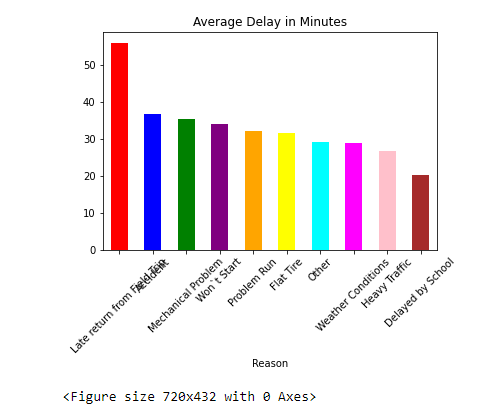 Average Delay in Minutes
50
40
30
20
10
0
Late return from Field Trip
Accident
Mechanical Problem
Won`t Start
Problem Run
Flat Tire
Other
Weather Conditions
Heavy Traffic
Delayed by School
Reason
<Figure size 720x432 with 0 Axes>